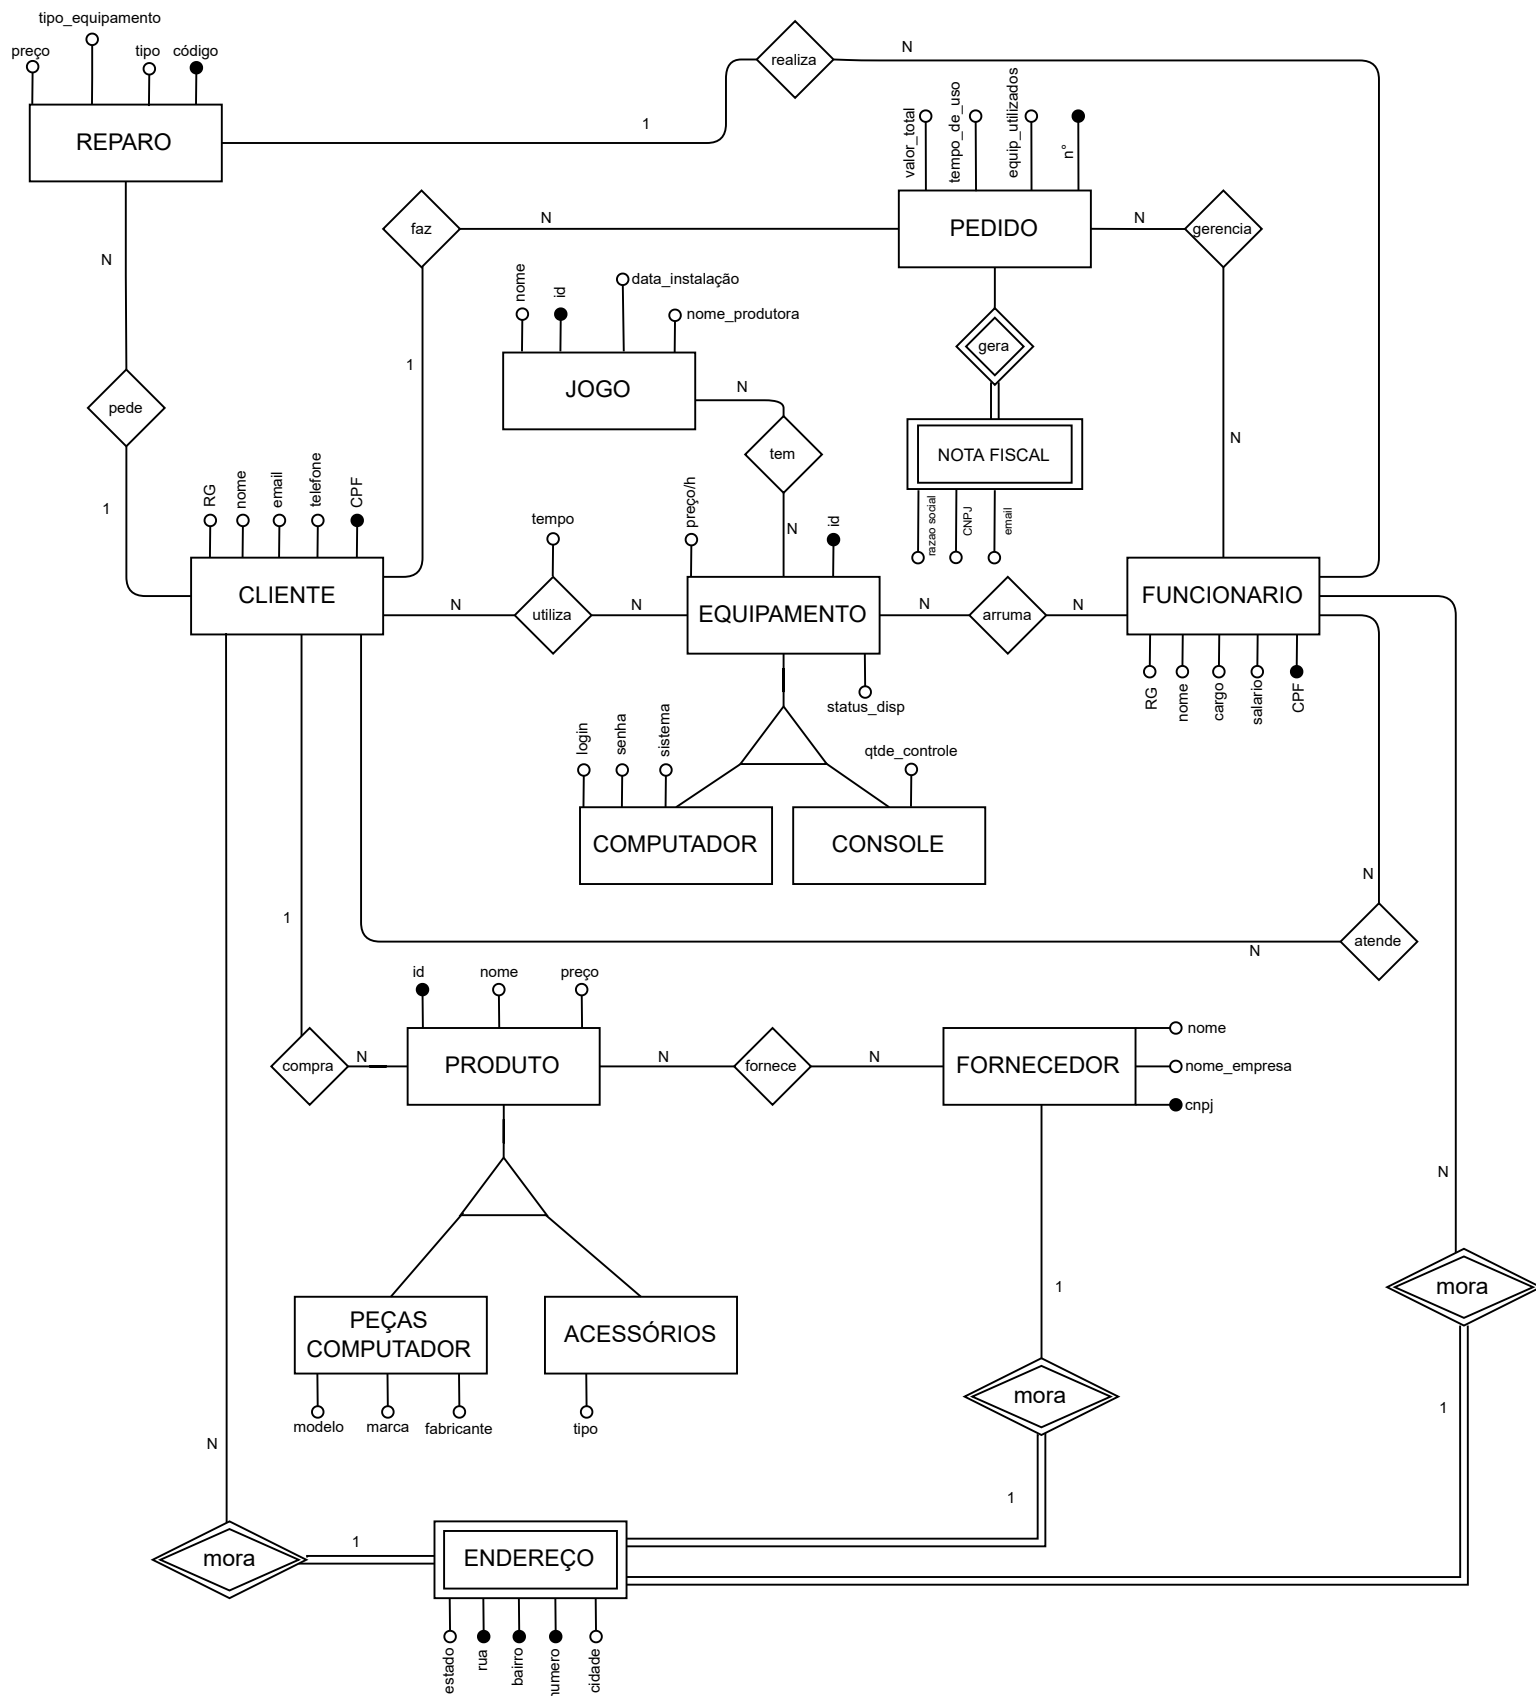 tipo_equipamento
preço
tipo
código
REPARO
realiza
N
1
valor_total
tempo_de_uso
equip_utilizados
n°
PEDIDO
N
gerencia
faz
N
N
nome
id
data_instalação
nome_produtora
JOGO
N
gera
1
pede
tem
N
NOTA FISCAL
razao social
CNPJ
email
1
RG
nome
email
telefone
CPF
CLIENTE
tempo
N
utiliza
N
preço/h
N
id
EQUIPAMENTO
status_disp
N
arruma
N
FUNCIONARIO
RG
nome
cargo
salario
CPF
login
senha
sistema
qtde_controle
COMPUTADOR
CONSOLE
N
atende
N
1
id
nome
preço
compra
N
PRODUTO
N
fornece
N
FORNECEDOR
nome
nome_empresa
cnpj
N
1
mora
PEÇAS
COMPUTADOR
ACESSÓRIOS
modelo
marca
fabricante
tipo
mora
1
N
1
mora
1
ENDEREÇO
estado
rua
bairro
numero
cidade